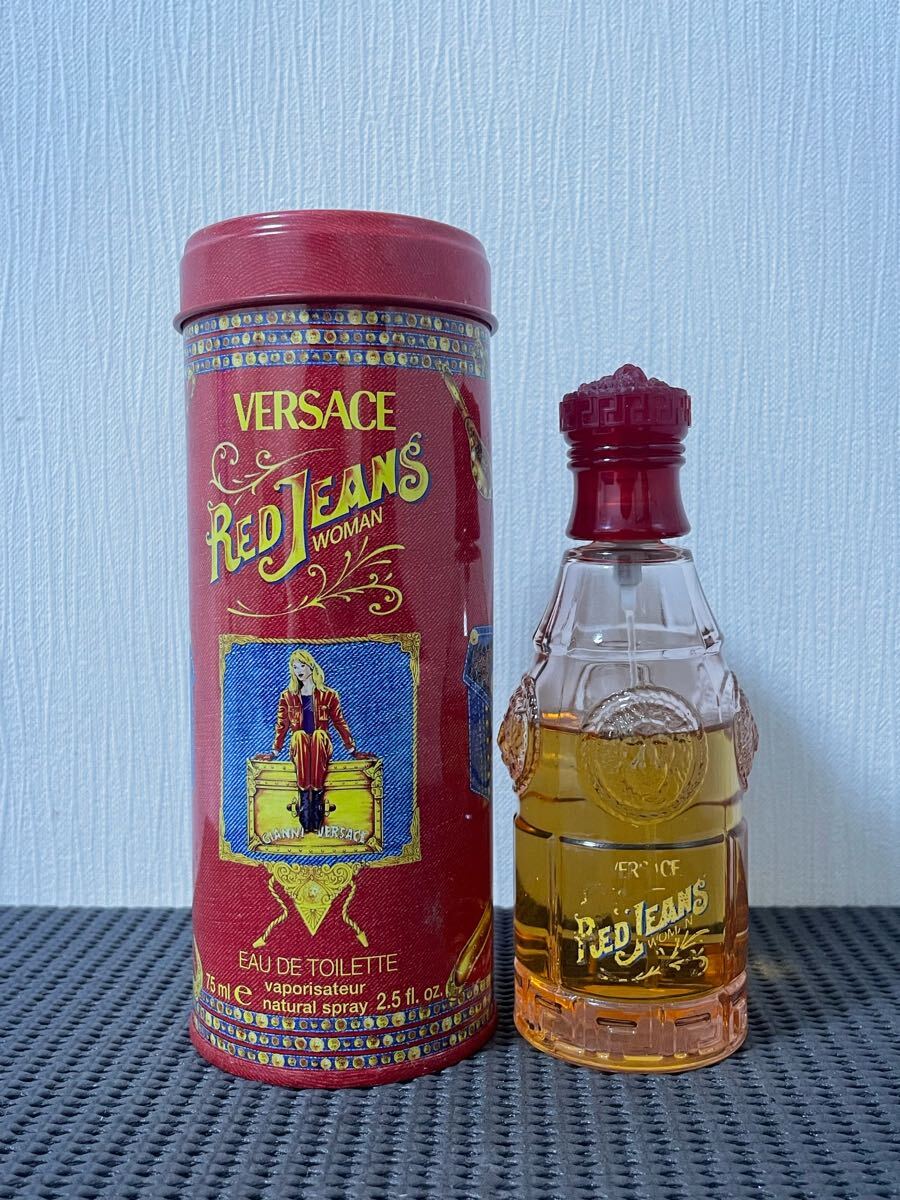 VERSACE
RED JEANS
WOMAN
GIANNI VERSACE
EAU DE TOILETTE
75 ml e vaporisateur
natural spray 2.5 fl. oz.
VERSACE
RED JEANS
WOMAN